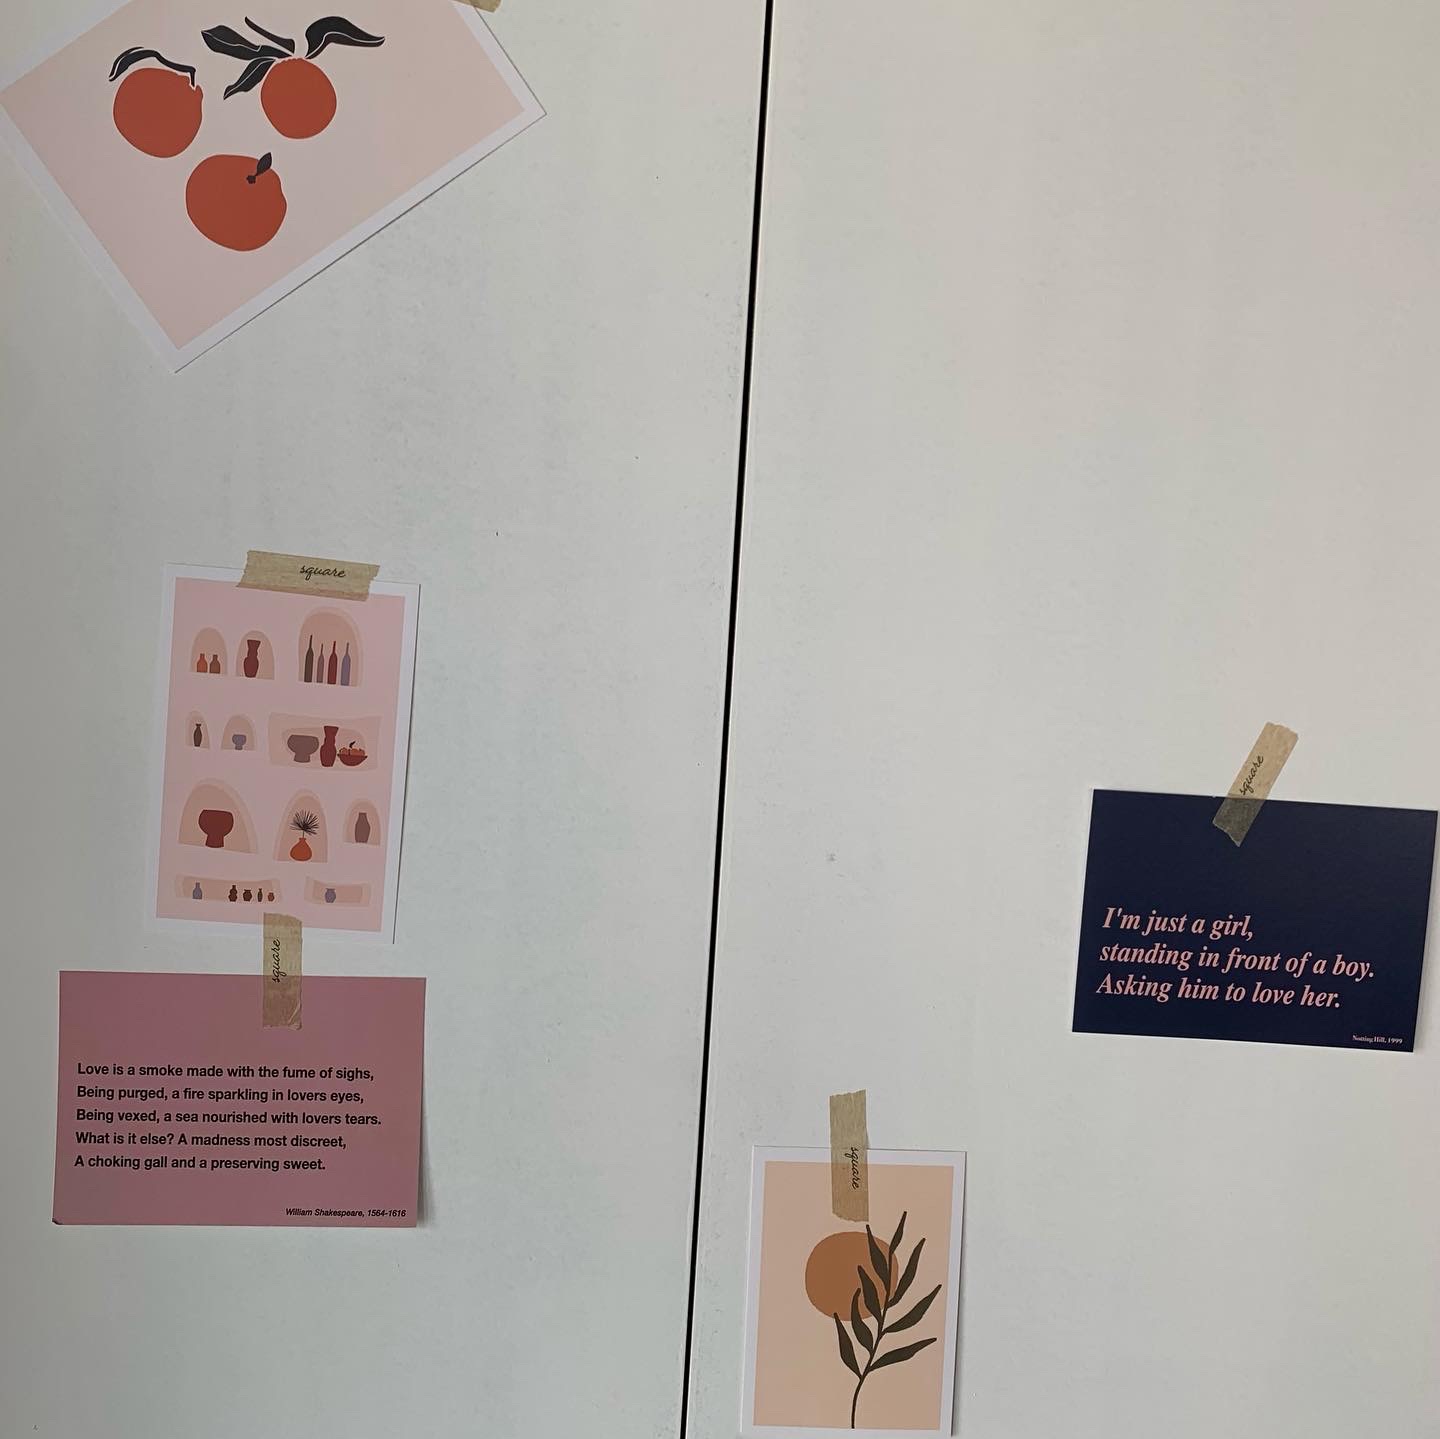 square
square
Love is a smoke made with the fume of sighs,
Being purged, a fire sparkling in lovers eyes,
Being vexed, a sea nourished with lovers tears.
What is it else? A madness most discreet,
A choking gall and a preserving sweet.
William Shakespeare, 1564-1616
square
I'm just a girl,
standing in front of a boy.
Asking him to love her.
Notting Hill, 1999
square